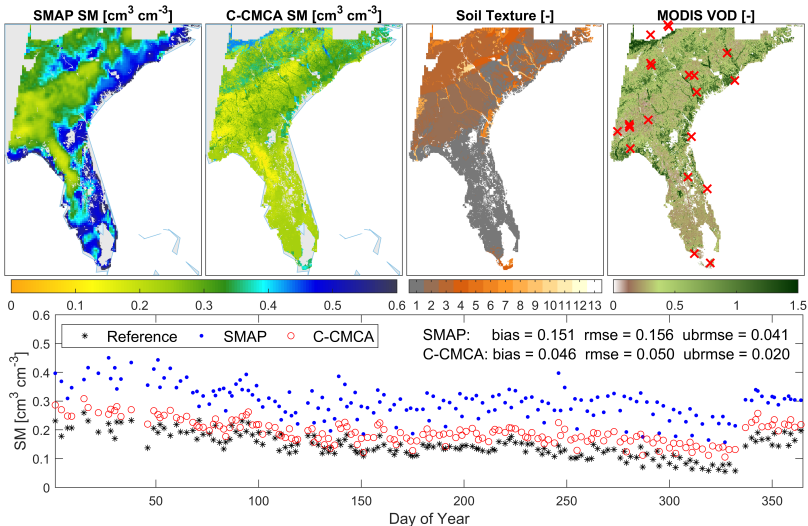 SMAP SM [cm³ cm⁻³]
C-CMCA SM [cm³ cm⁻³]
Soil Texture [-]
MODIS VOD [-]
0 0.1 0.2 0.3 0.4 0.5 0.6
1 2 3 4 5 6 7 8 9 10 11 12 13
0 0.5 1 1.5
0.6
0.5
0.4
0.3
0.2
0.1
0
SM [cm³ cm⁻³]
Reference SMAP C-CMCA
SMAP: bias = 0.151 rmse = 0.156 ubrmse = 0.041
C-CMCA: bias = 0.046 rmse = 0.050 ubrmse = 0.020
50 100 150 200 250 300 350
Day of Year